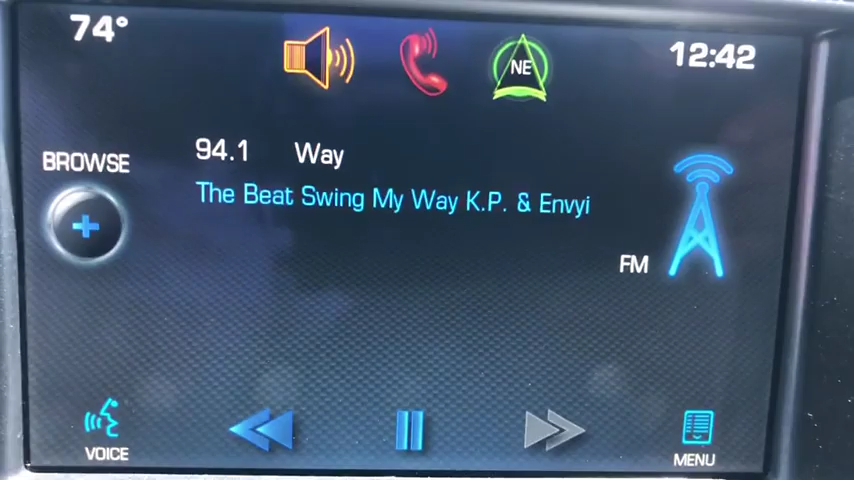 74°
NE
12:42
BROWSE
94.1 Way
The Beat Swing My Way K.P. & Envyi
FM
VOICE
MENU